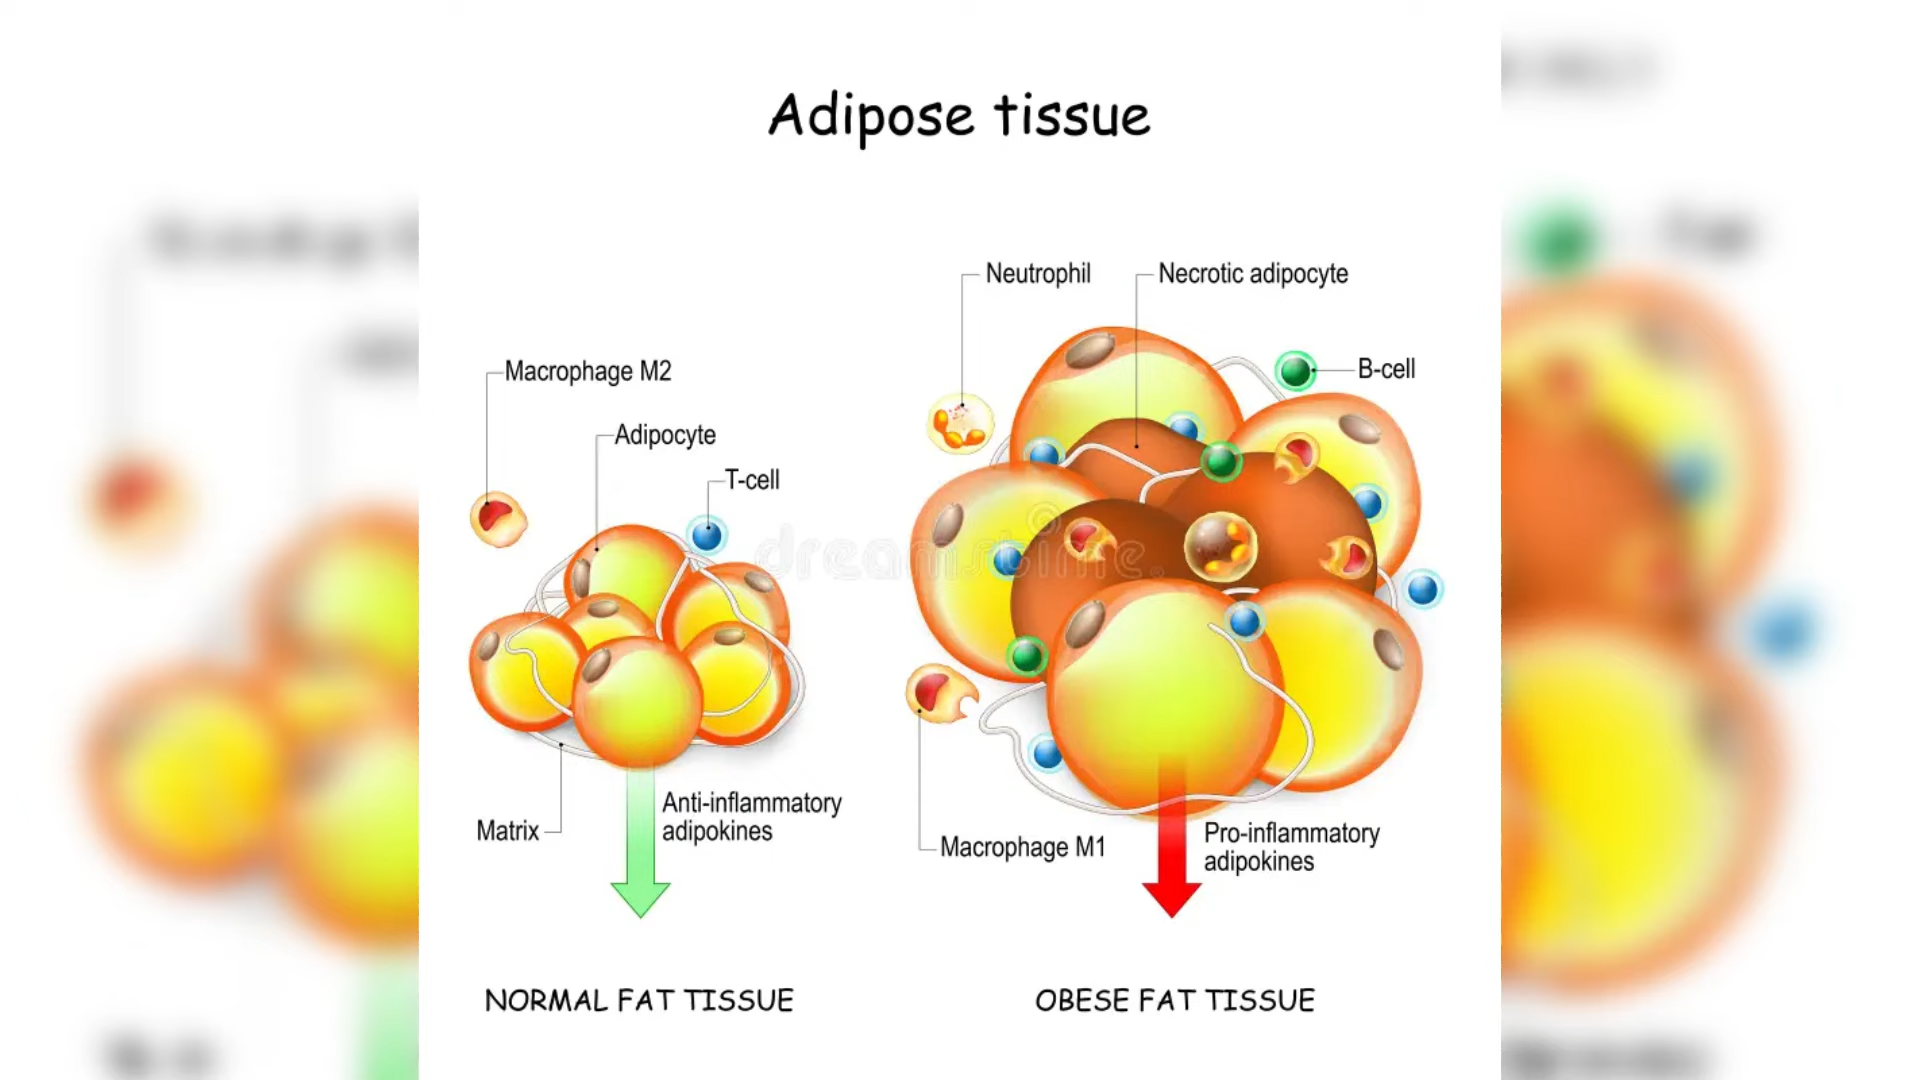 Adipose tissue
Neutrophil
Necrotic adipocyte
B-cell
Macrophage M2
Adipocyte
T-cell
dreamstime.
Matrix
Anti-inflammatory
adipokines
Macrophage M1
Pro-inflammatory
adipokines
NORMAL FAT TISSUE
OBESE FAT TISSUE